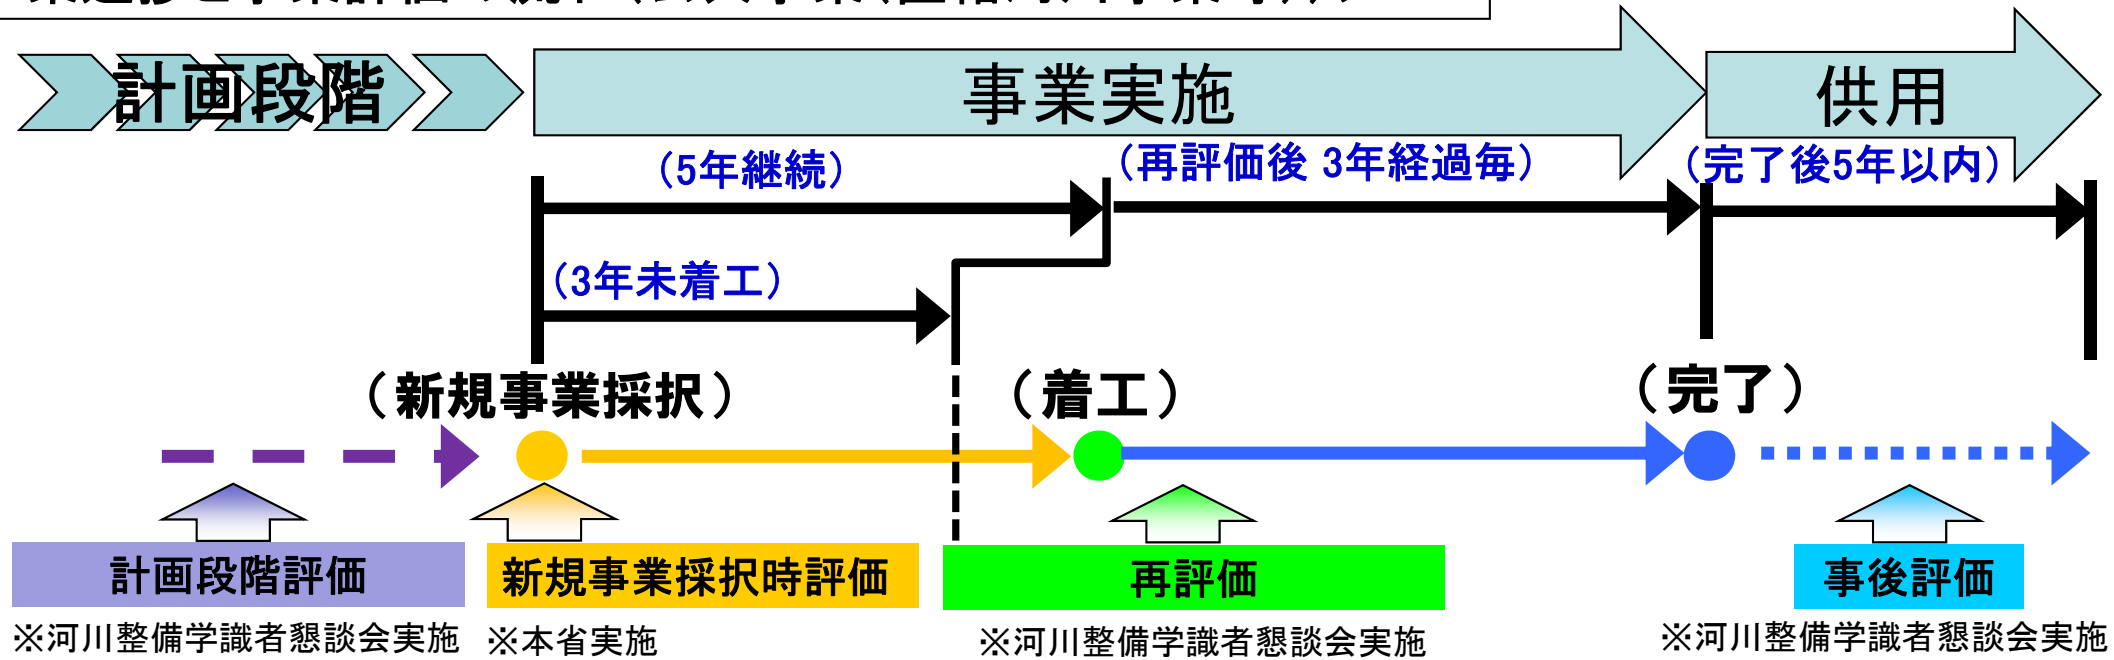 計画段階
事業実施
供用
（5年継続）
（再評価後 3年経過毎）
（完了後5年以内）
（3年未着工）
（新規事業採択）
（着工）
（完了）
計画段階評価
新規事業採択時評価
再評価
事後評価
※河川整備学識者懇談会実施
※本省実施
※河川整備学識者懇談会実施
※河川整備学識者懇談会実施